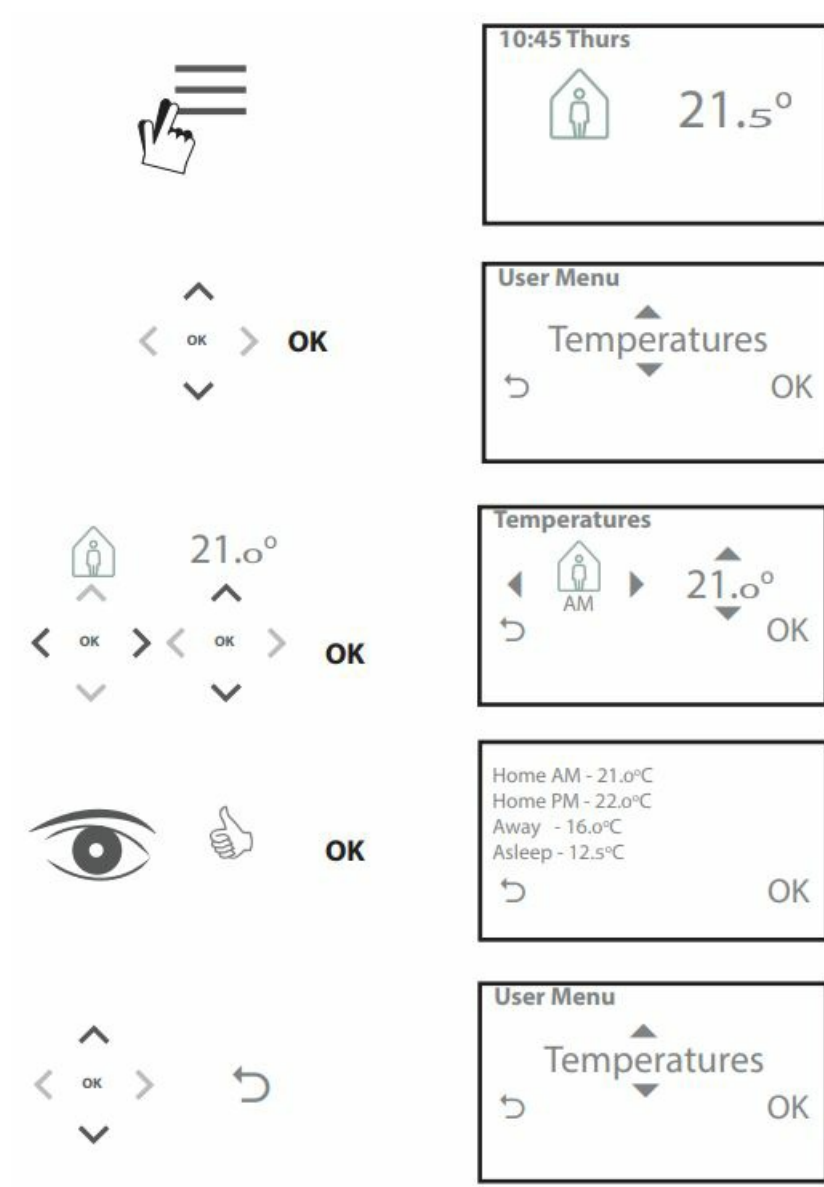 10:45 Thurs
21.5°
OK
OK
User Menu
Temperatures
OK
21.0°
OK
OK
OK
Temperatures
AM
21.0°
OK
OK
Home AM - 21.0°C
Home PM - 22.0°C
Away - 16.0°C
Asleep - 12.5°C
OK
OK
User Menu
Temperatures
OK